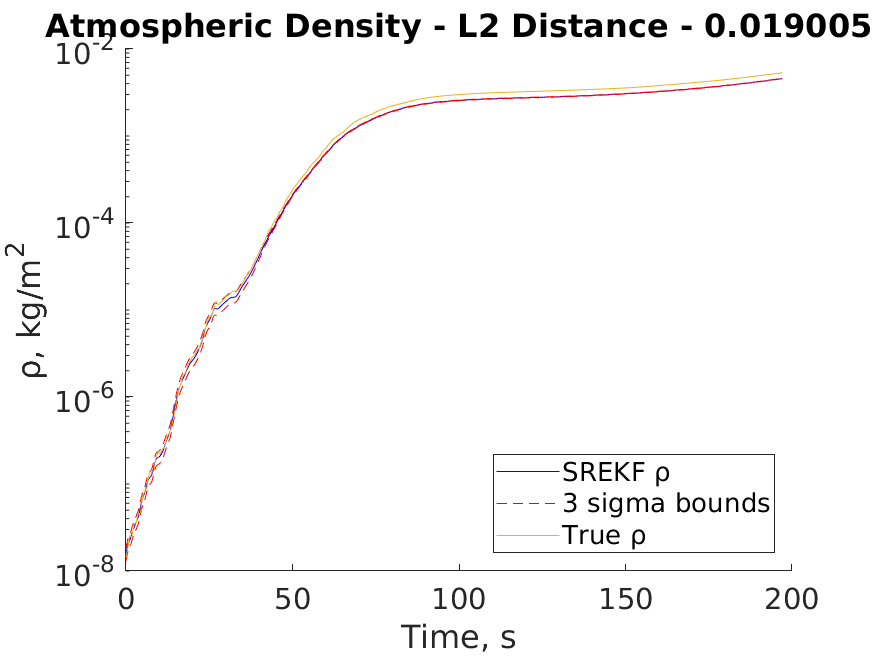 Atmospheric Density - L2 Distance - 0.019005
10-2
10-4
10-6
10-8
ρ, kg/m2
0
50
100
150
200
Time, s
SREKF ρ
3 sigma bounds
True ρ